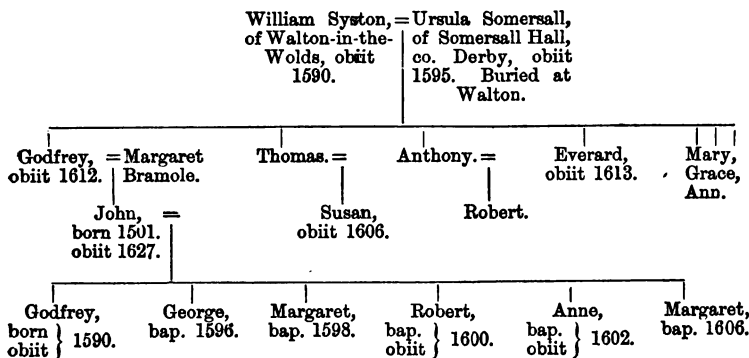 William Syston, = Ursula Somersall,
of Walton-in-the- of Somersall Hall,
Wolds, obiit co. Derby, obiit
1590. 1595. Buried at
Walton.
Godfrey, = Margaret Thomas. = Anthony. = Everard, Mary,
obiit 1612. Bramole. obiit 1613. Grace,
Ann.
John, = Susan, Robert.
born 1501. obiit 1606.
obiit 1627.
Godfrey, George, Margaret, Robert, Anne, Margaret,
born bap. 1596. bap. 1598. bap. bap. bap. 1606.
obiit } 1590. obiit } 1600. obiit } 1602.